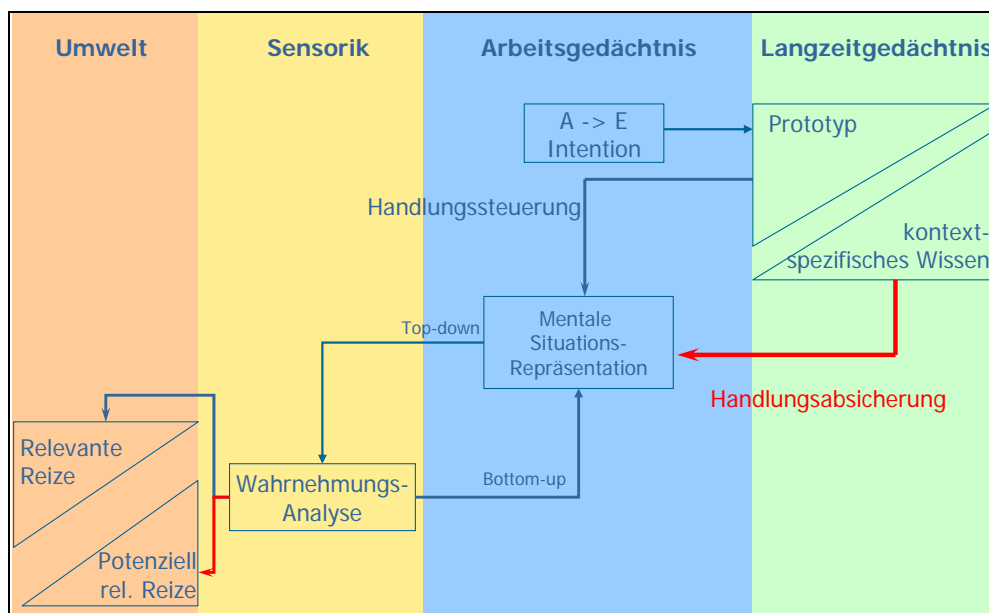 Umwelt
Sensorik
Arbeitsgedächtnis
Langzeitgedächtnis
A -> E
Intention
Prototyp
Handlungssteuerung
kontext-
spezifisches Wissen
Top-down
Mentale
Situations-
Repräsentation
Handlungsabsicherung
Relevante
Reize
Wahrnehmungs-
Analyse
Bottom-up
Potenziell
rel. Reize